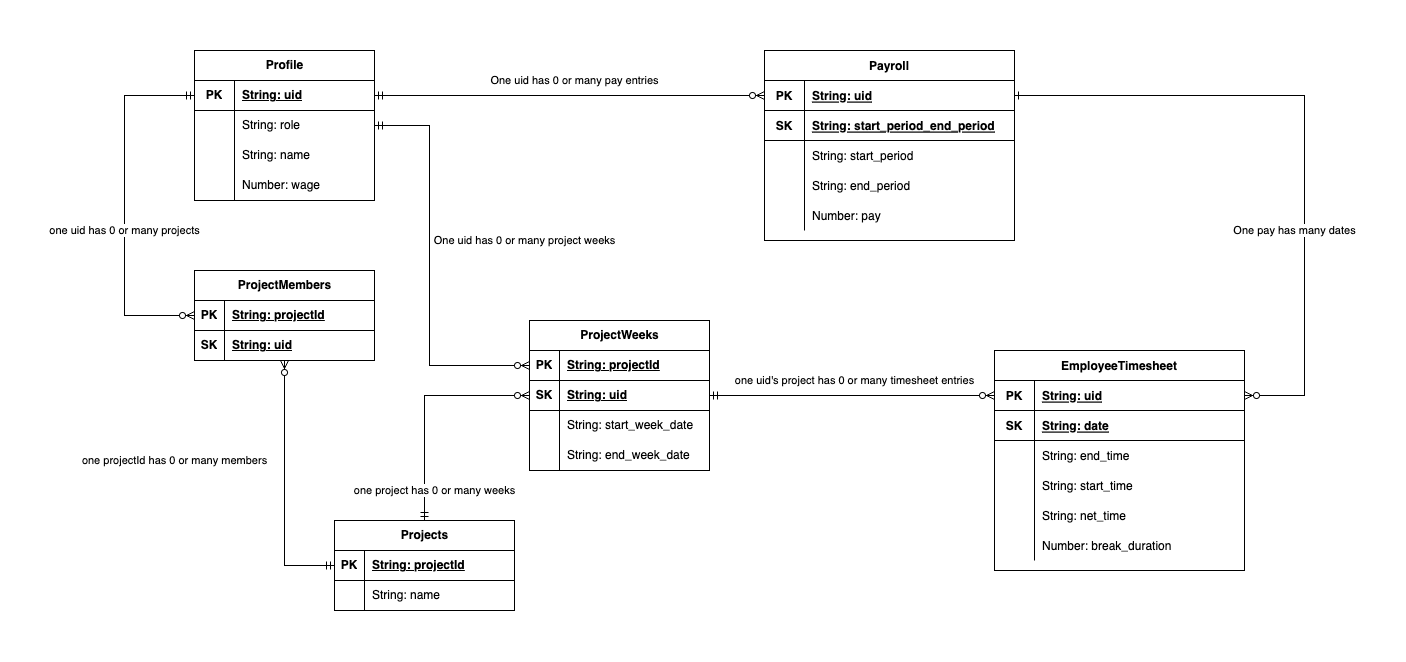 Profile
PK String: uid
String: role
String: name
Number: wage
One uid has 0 or many pay entries
Payroll
PK String: uid
SK String: start_period_end_period
String: start_period
String: end_period
Number: pay
one uid has 0 or many projects
One uid has 0 or many project weeks
One pay has many dates
ProjectMembers
PK String: projectId
SK String: uid
ProjectWeeks
PK String: projectId
SK String: uid
String: start_week_date
String: end_week_date
one uid's project has 0 or many timesheet entries
EmployeeTimesheet
PK String: uid
SK String: date
String: end_time
String: start_time
String: net_time
Number: break_duration
one projectId has 0 or many members
one project has 0 or many weeks
Projects
PK String: projectId
String: name